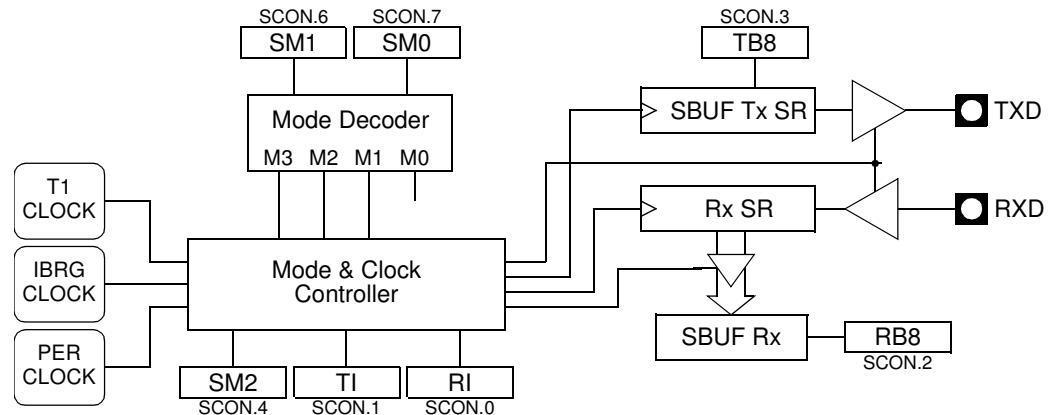 SCON.6 SCON.7 SCON.3
SM1 SM0 TB8
Mode Decoder
M3 M2 M1 M0
SBUF Tx SR
TXD
T1
CLOCK
Rx SR
RXD
IBRG
CLOCK
Mode & Clock
Controller
PER
CLOCK
SBUF Rx
RB8
SCON.2
SM2 TI RI
SCON.4 SCON.1 SCON.0